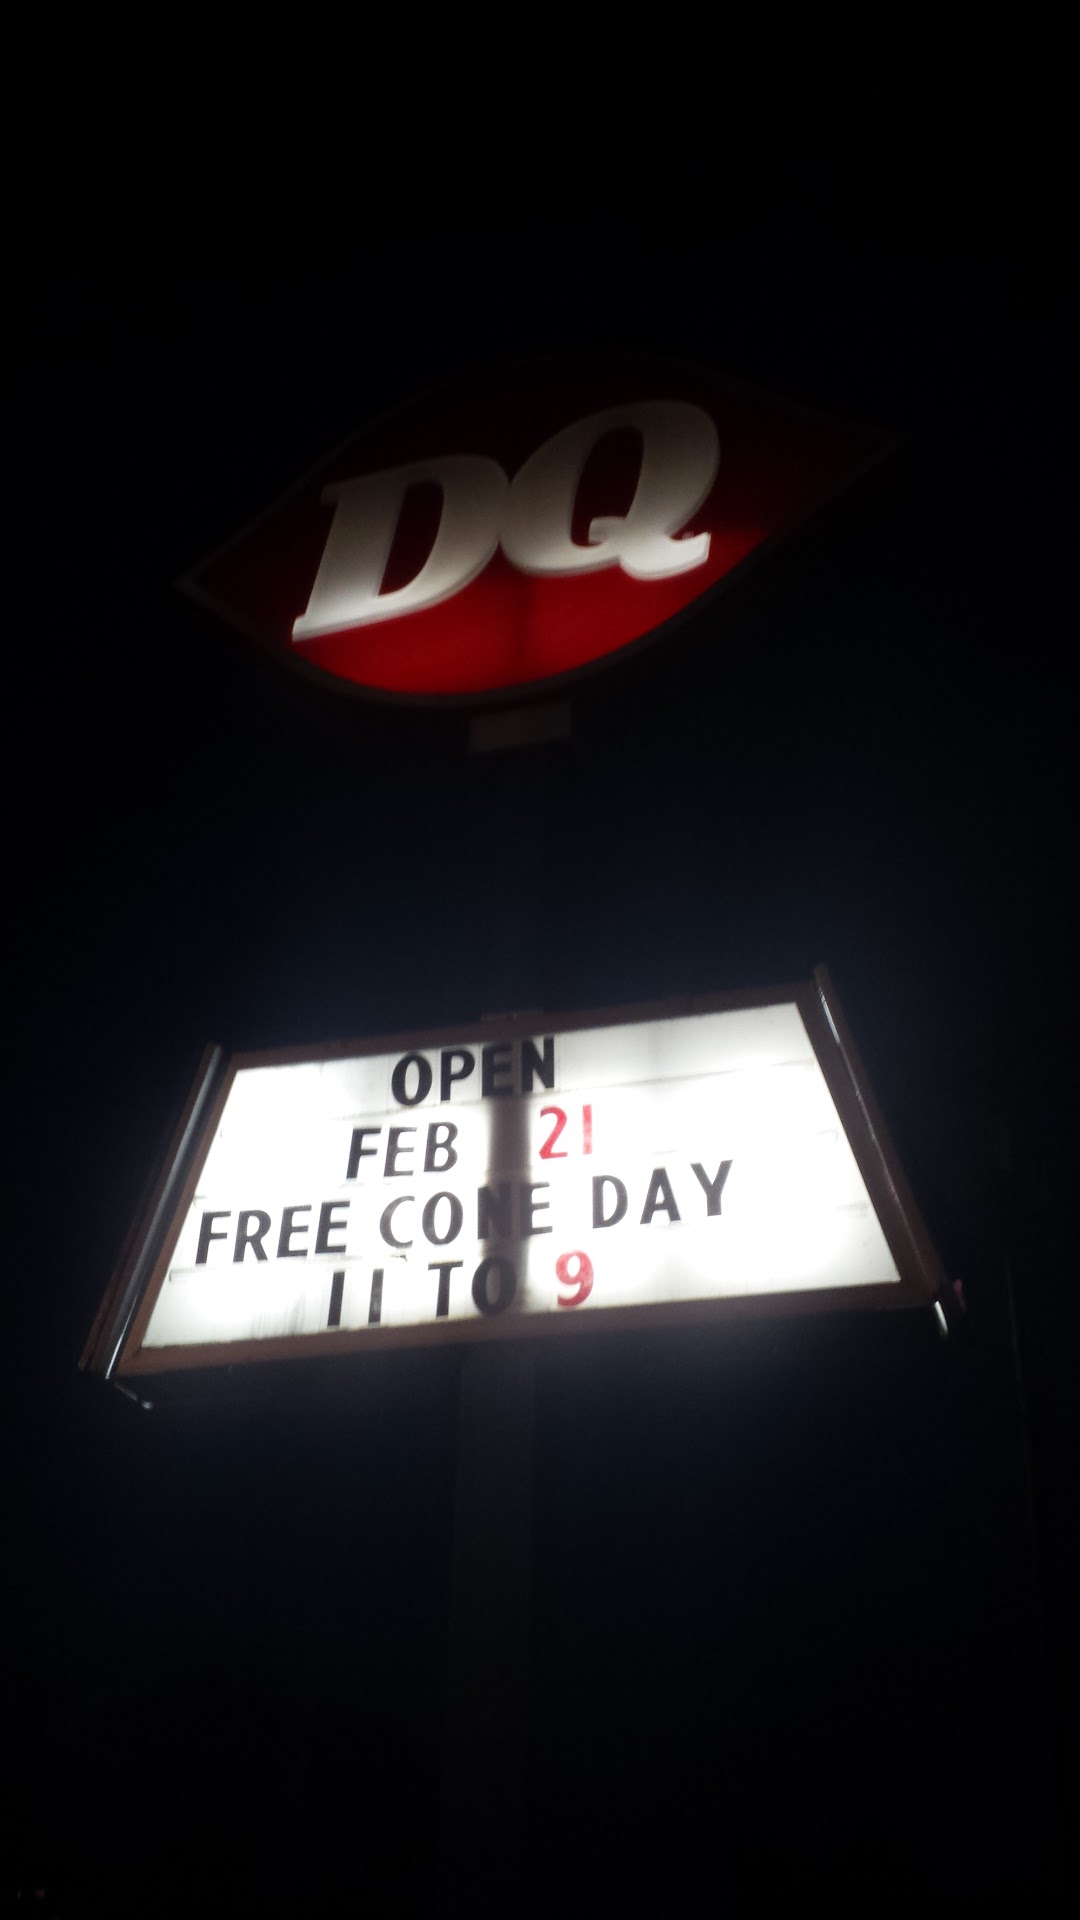 DQ
OPEN
FEB 21
FREE CONE DAY
11 TO 9